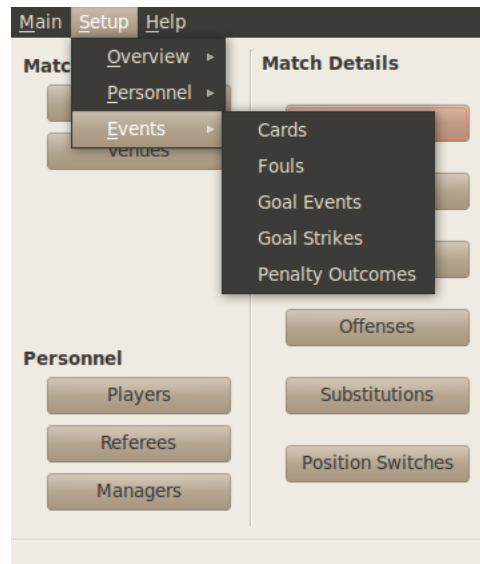 Main Setup Help
Overview
Personnel
Events
Cards
Fouls
Goal Events
Goal Strikes
Penalty Outcomes
Matc
Venues
Personnel
Players
Referees
Managers
Match Details
Offenses
Substitutions
Position Switches